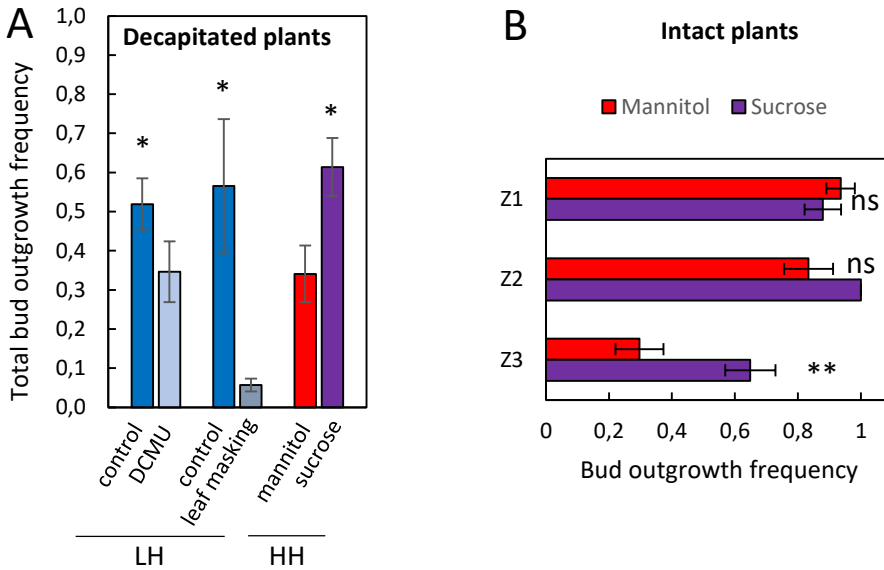 A
Decapitated plants
Total bud outgrowth frequency
1,0
0,9
0,8
0,7
0,6
0,5
0,4
0,3
0,2
0,1
0,0
*
*
*
control
DCMU
control
leaf masking
mannitol
sucrose
LH
HH
B
Intact plants
Mannitol
Sucrose
Z1
ns
Z2
ns
Z3
**
0
0,2
0,4
0,6
0,8
1
Bud outgrowth frequency